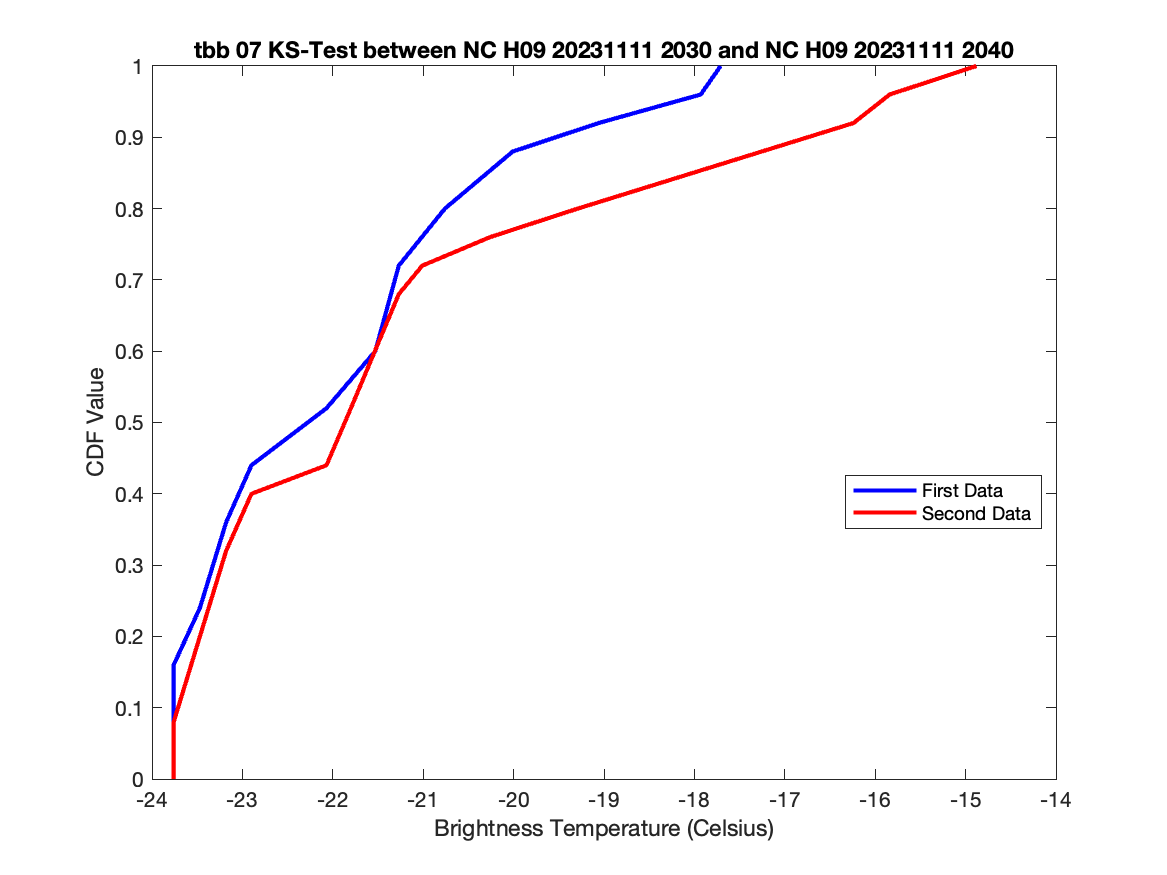 tbb 07 KS-Test between NC H09 20231111 2030 and NC H09 20231111 2040
1
0.9
0.8
0.7
0.6
0.5
0.4
0.3
0.2
0.1
0
CDF Value
First Data
Second Data
-24 -23 -22 -21 -20 -19 -18 -17 -16 -15 -14
Brightness Temperature (Celsius)